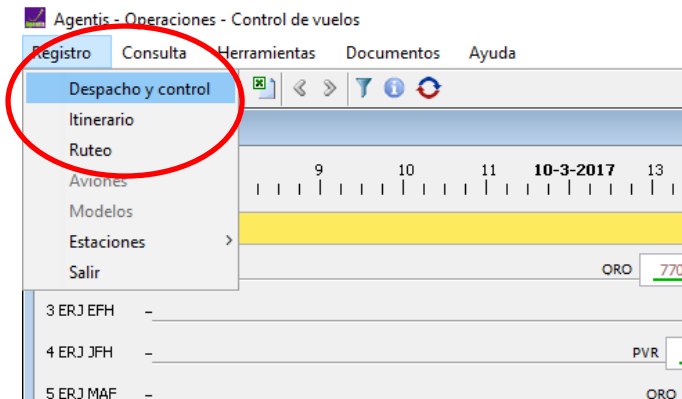 Agentis - Operaciones - Control de vuelos
Registro Consulta Herramientas Documentos Ayuda
Despacho y control
Itinerario
Ruteo
Aviones
Modelos
Estaciones >
Salir
9 10 11 10-3-2017 13
ORO 770
3 ERJ EFH
4 ERJ JFH PVR
5 ERJ MAF ORO